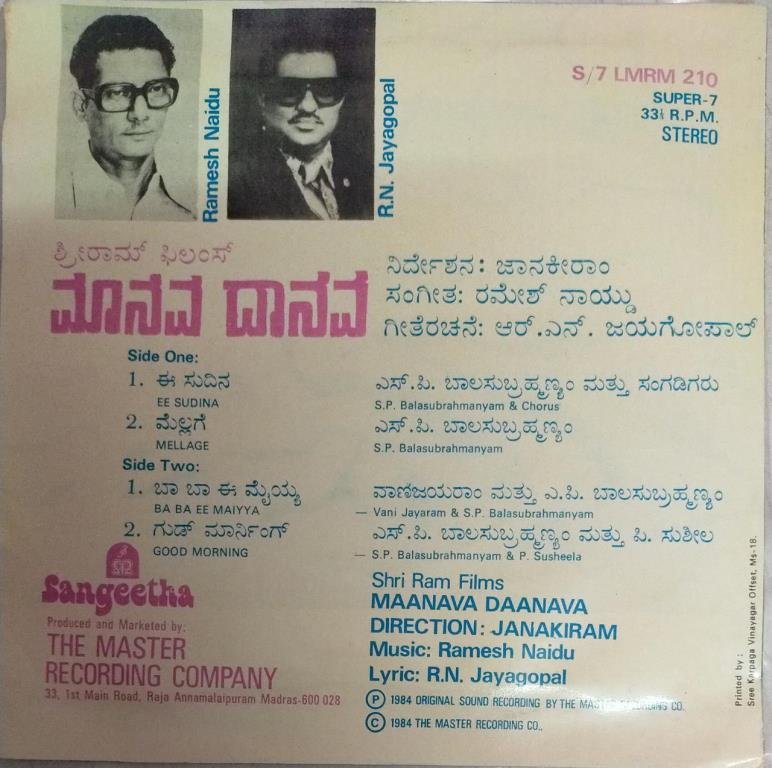 Ramesh Naidu
R.N. Jayagopal
S/7 LMRM 210
SUPER-7
33⅓ R.P.M.
STEREO
ಶ್ರೀರಾಮ್ ಫಿಲಂಸ್
ಮಾನವ ದಾನವ
ನಿರ್ದೇಶನ: ಜಾನಕೀರಾಂ
ಸಂಗೀತ: ರಮೇಶ್ ನಾಯ್ಡು
ಗೀತೆರಚನೆ: ಆರ್.ಎನ್. ಜಯಗೋಪಾಲ್
Side One:
1. ಈ ಸುದಿನ ಎಸ್.ಪಿ. ಬಾಲಸುಬ್ರಹ್ಮಣ್ಯಂ ಮತ್ತು ಸಂಗಡಿಗರು
EE SUDINA S.P. Balasubrahmanyam & Chorus
2. ಮೆಲ್ಲಗೆ ಎಸ್.ಪಿ. ಬಾಲಸುಬ್ರಹ್ಮಣ್ಯಂ
MELLAGE S.P. Balasubrahmanyam
Side Two:
1. ಬಾ ಬಾ ಈ ಮೈಯ್ಯ ವಾಣಿಜಯರಾಂ ಮತ್ತು ಎ.ಪಿ. ಬಾಲಸುಬ್ರಹ್ಮಣ್ಯಂ
BA BA EE MAIYYA — Vani Jayaram & S.P. Balasubrahmanyam
2. ಗುಡ್ ಮಾರ್ನಿಂಗ್ ಎಸ್.ಪಿ. ಬಾಲಸುಬ್ರಹ್ಮಣ್ಯಂ ಮತ್ತು ಪಿ. ಸುಶೀಲ
GOOD MORNING — S.P. Balasubrahmanyam & P. Susheela
Sangeetha
Produced and Marketed by:
THE MASTER
RECORDING COMPANY
33, 1st Main Road, Raja Annamalaipuram Madras-600 028
Shri Ram Films
MAANAVA DAANAVA
DIRECTION: JANAKIRAM
Music: Ramesh Naidu
Lyric: R.N. Jayagopal
Ⓟ 1984 ORIGINAL SOUND RECORDING BY THE MASTER RECORDING CO.
© 1984 THE MASTER RECORDING CO.,
Printed by:
Sree Karpaga Vinayagar Offset, Ms-18.